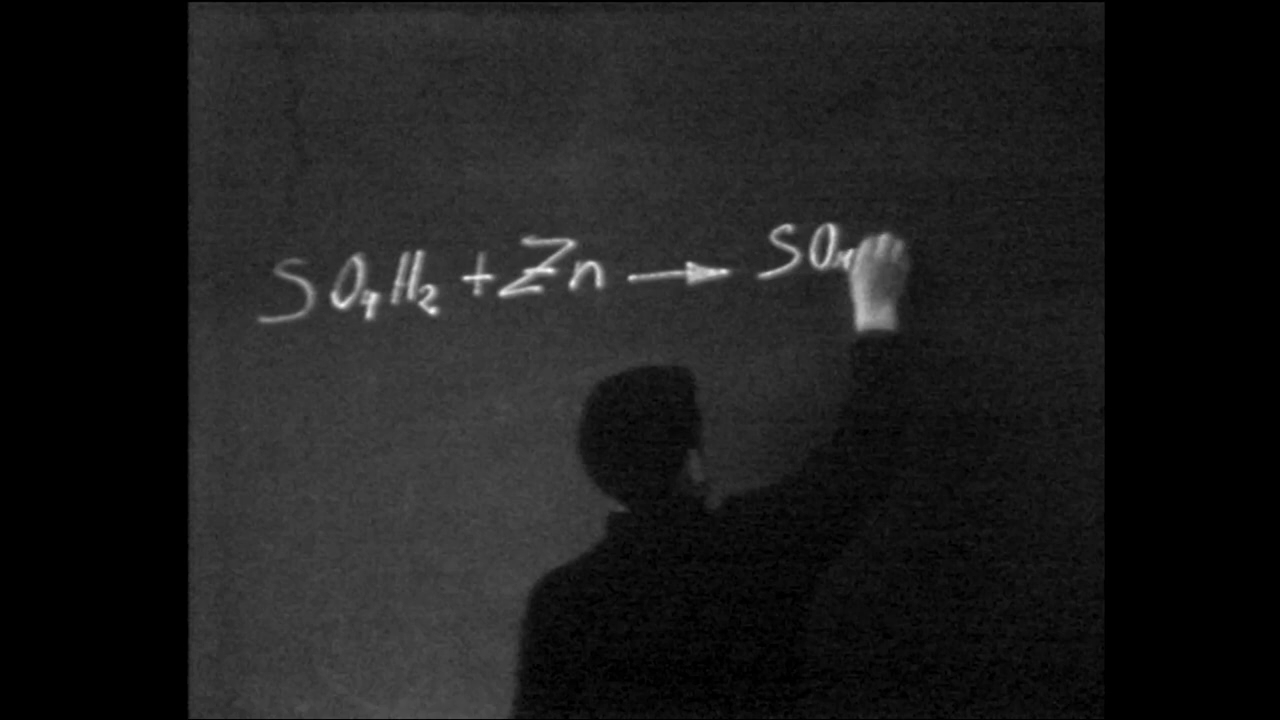 SO₄H₂ + Zn → SO₄